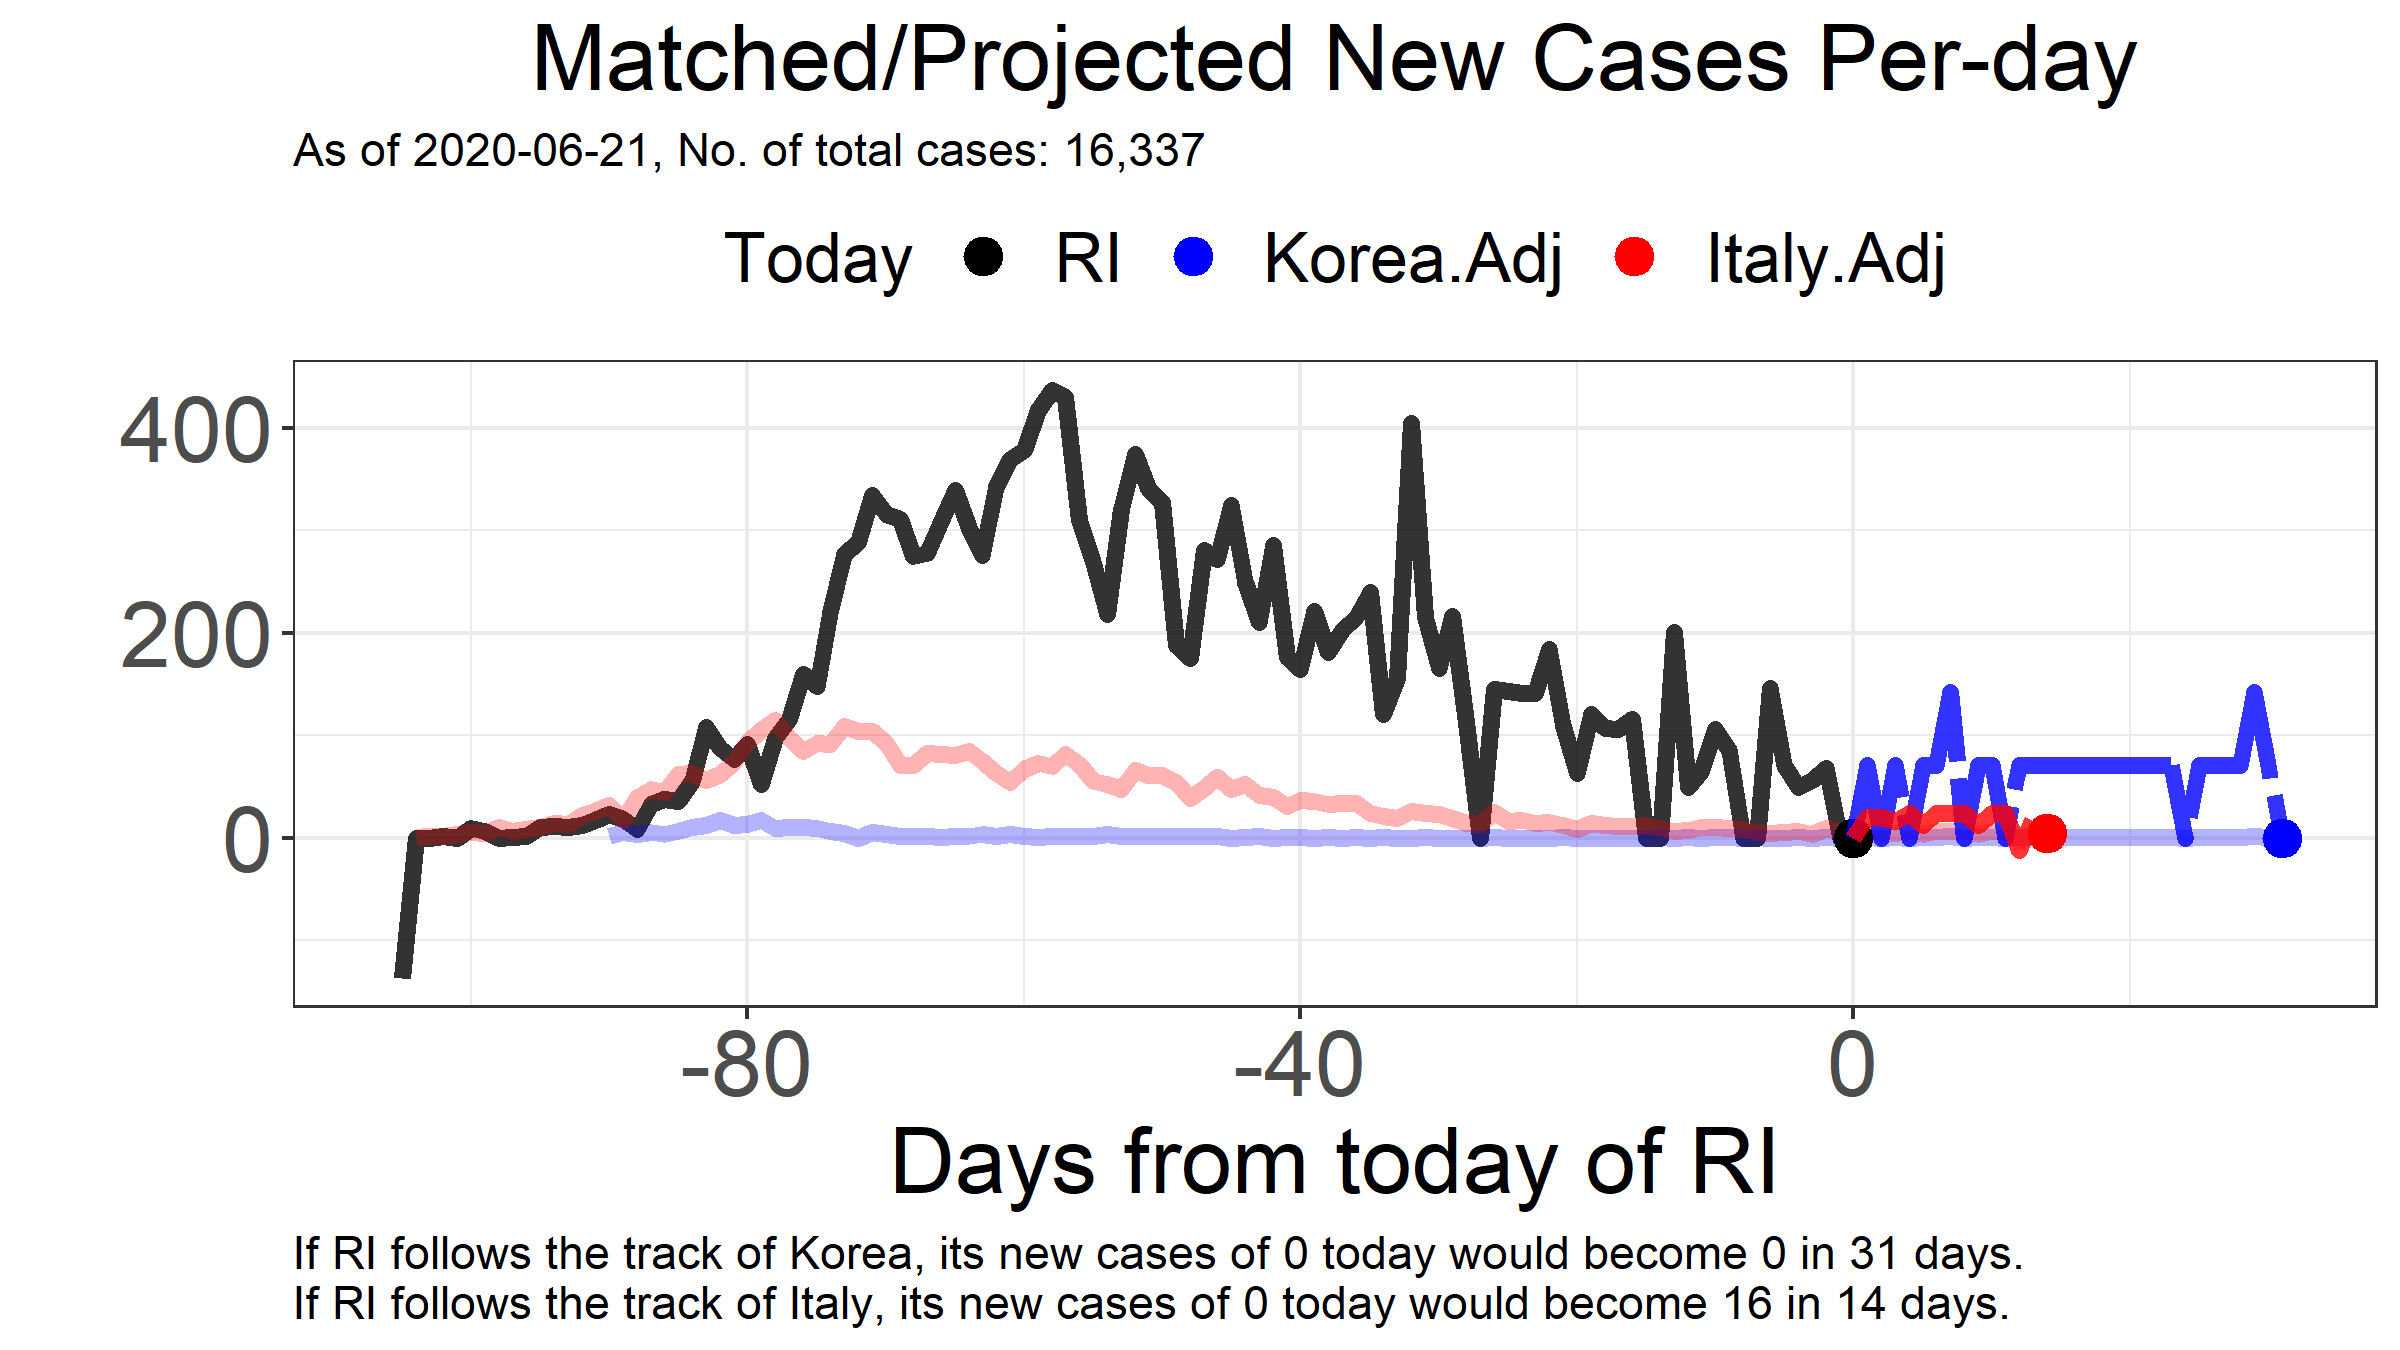 Matched/Projected New Cases Per-day
As of 2020-06-21, No. of total cases: 16,337
Today RI Korea.Adj Italy.Adj
400
200
0
-80 -40 0
Days from today of RI
If RI follows the track of Korea, its new cases of 0 today would become 0 in 31 days.
If RI follows the track of Italy, its new cases of 0 today would become 16 in 14 days.